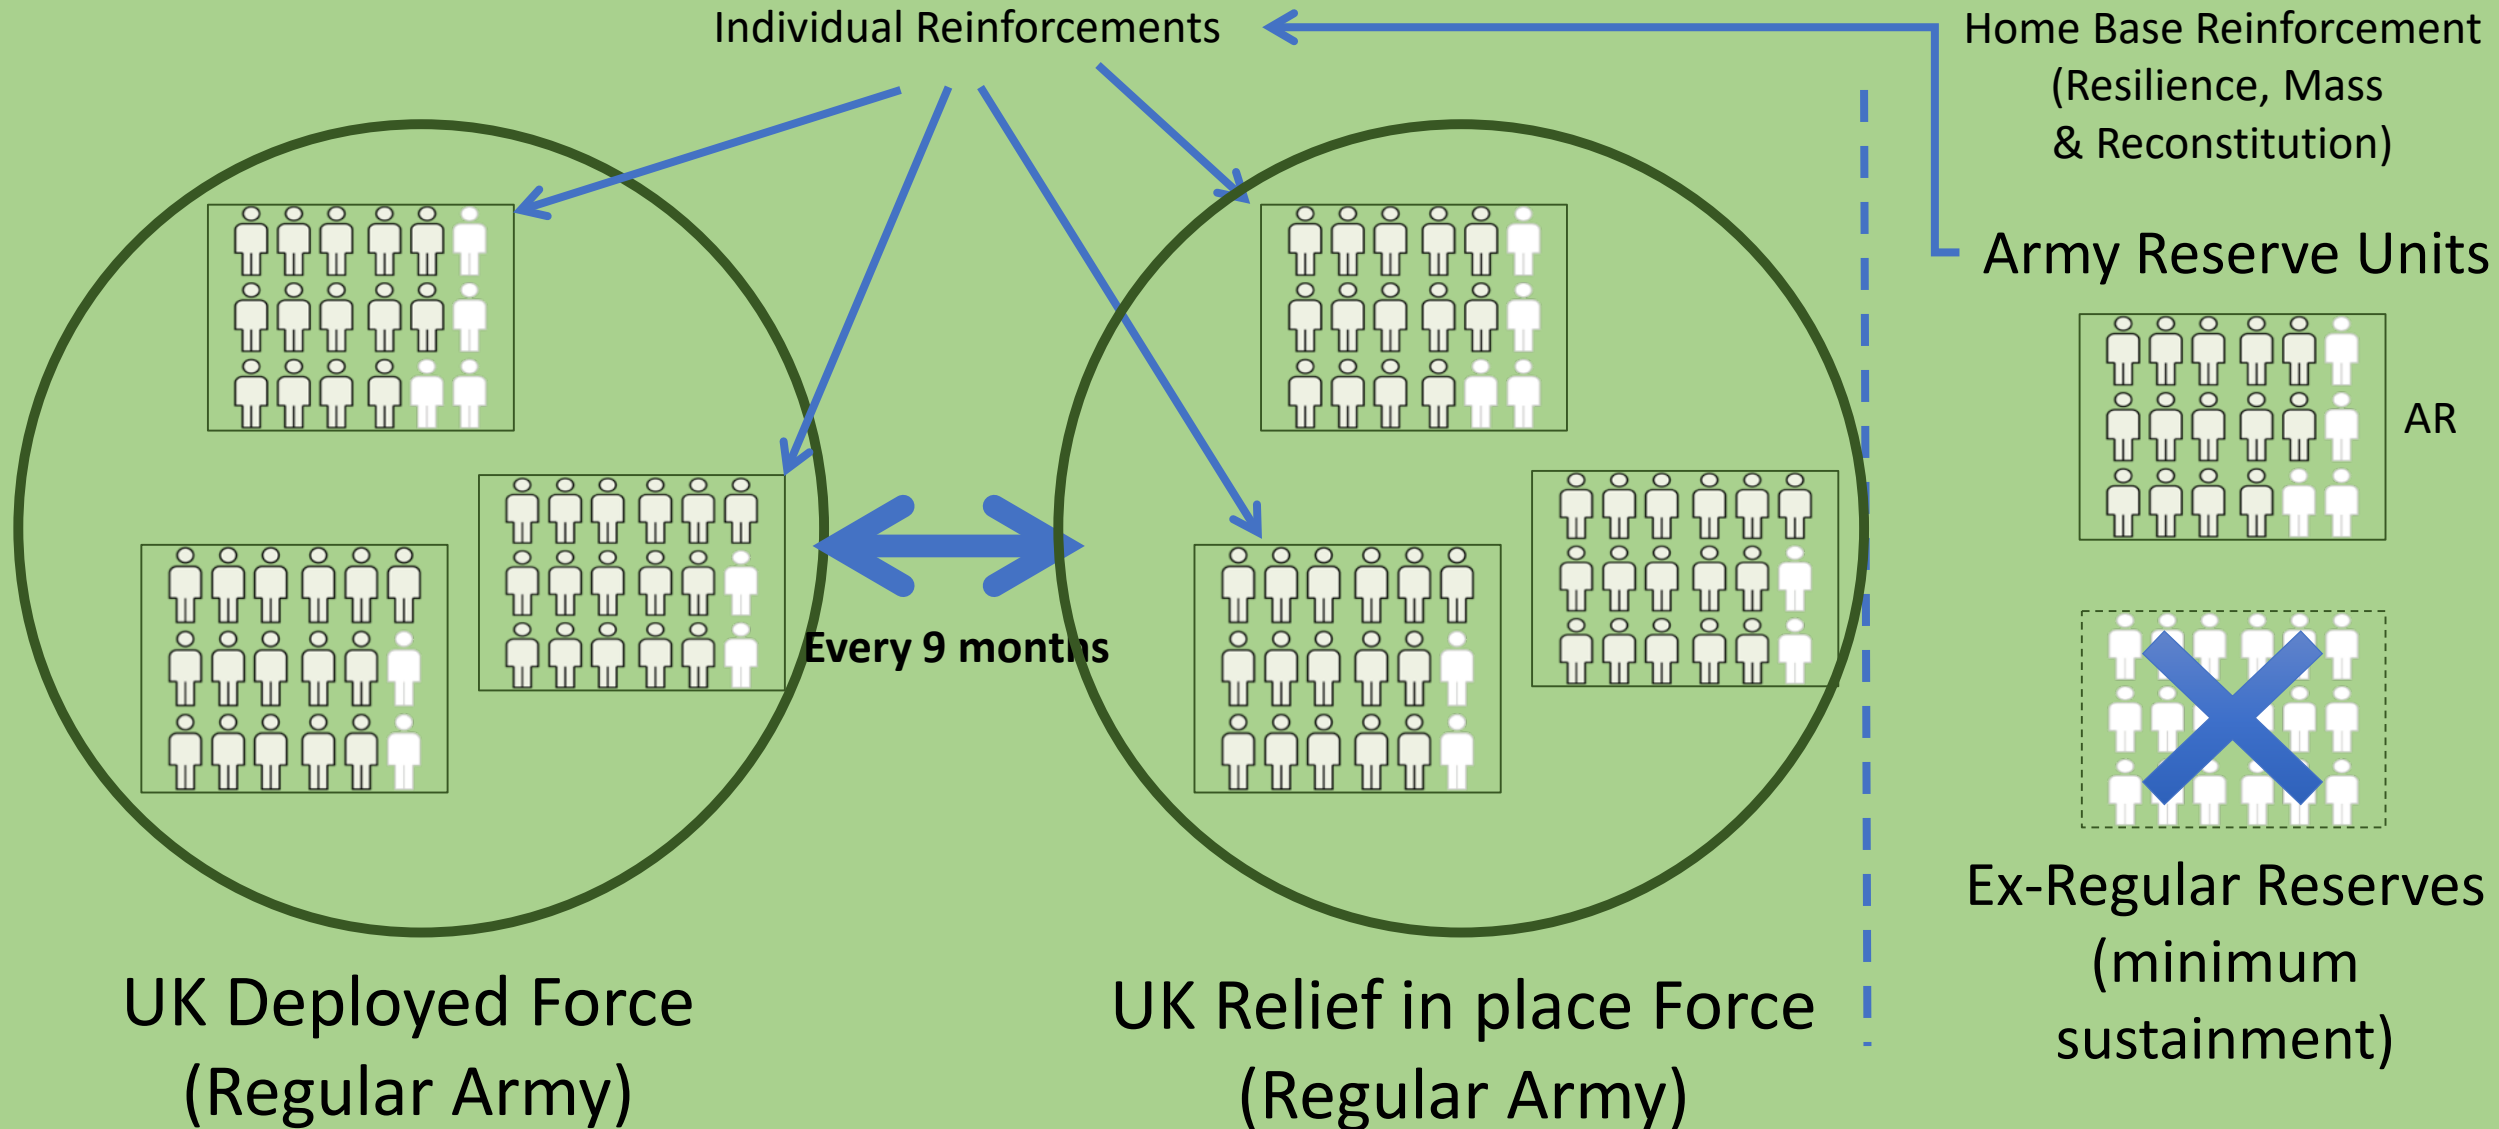 Individual Reinforcements
Home Base Reinforcement
(Resilience, Mass
& Reconstitution)
Army Reserve Units
AR
Every 9 months
Ex-Regular Reserves
(minimum
sustainment)
UK Deployed Force
(Regular Army)
UK Relief in place Force
(Regular Army)